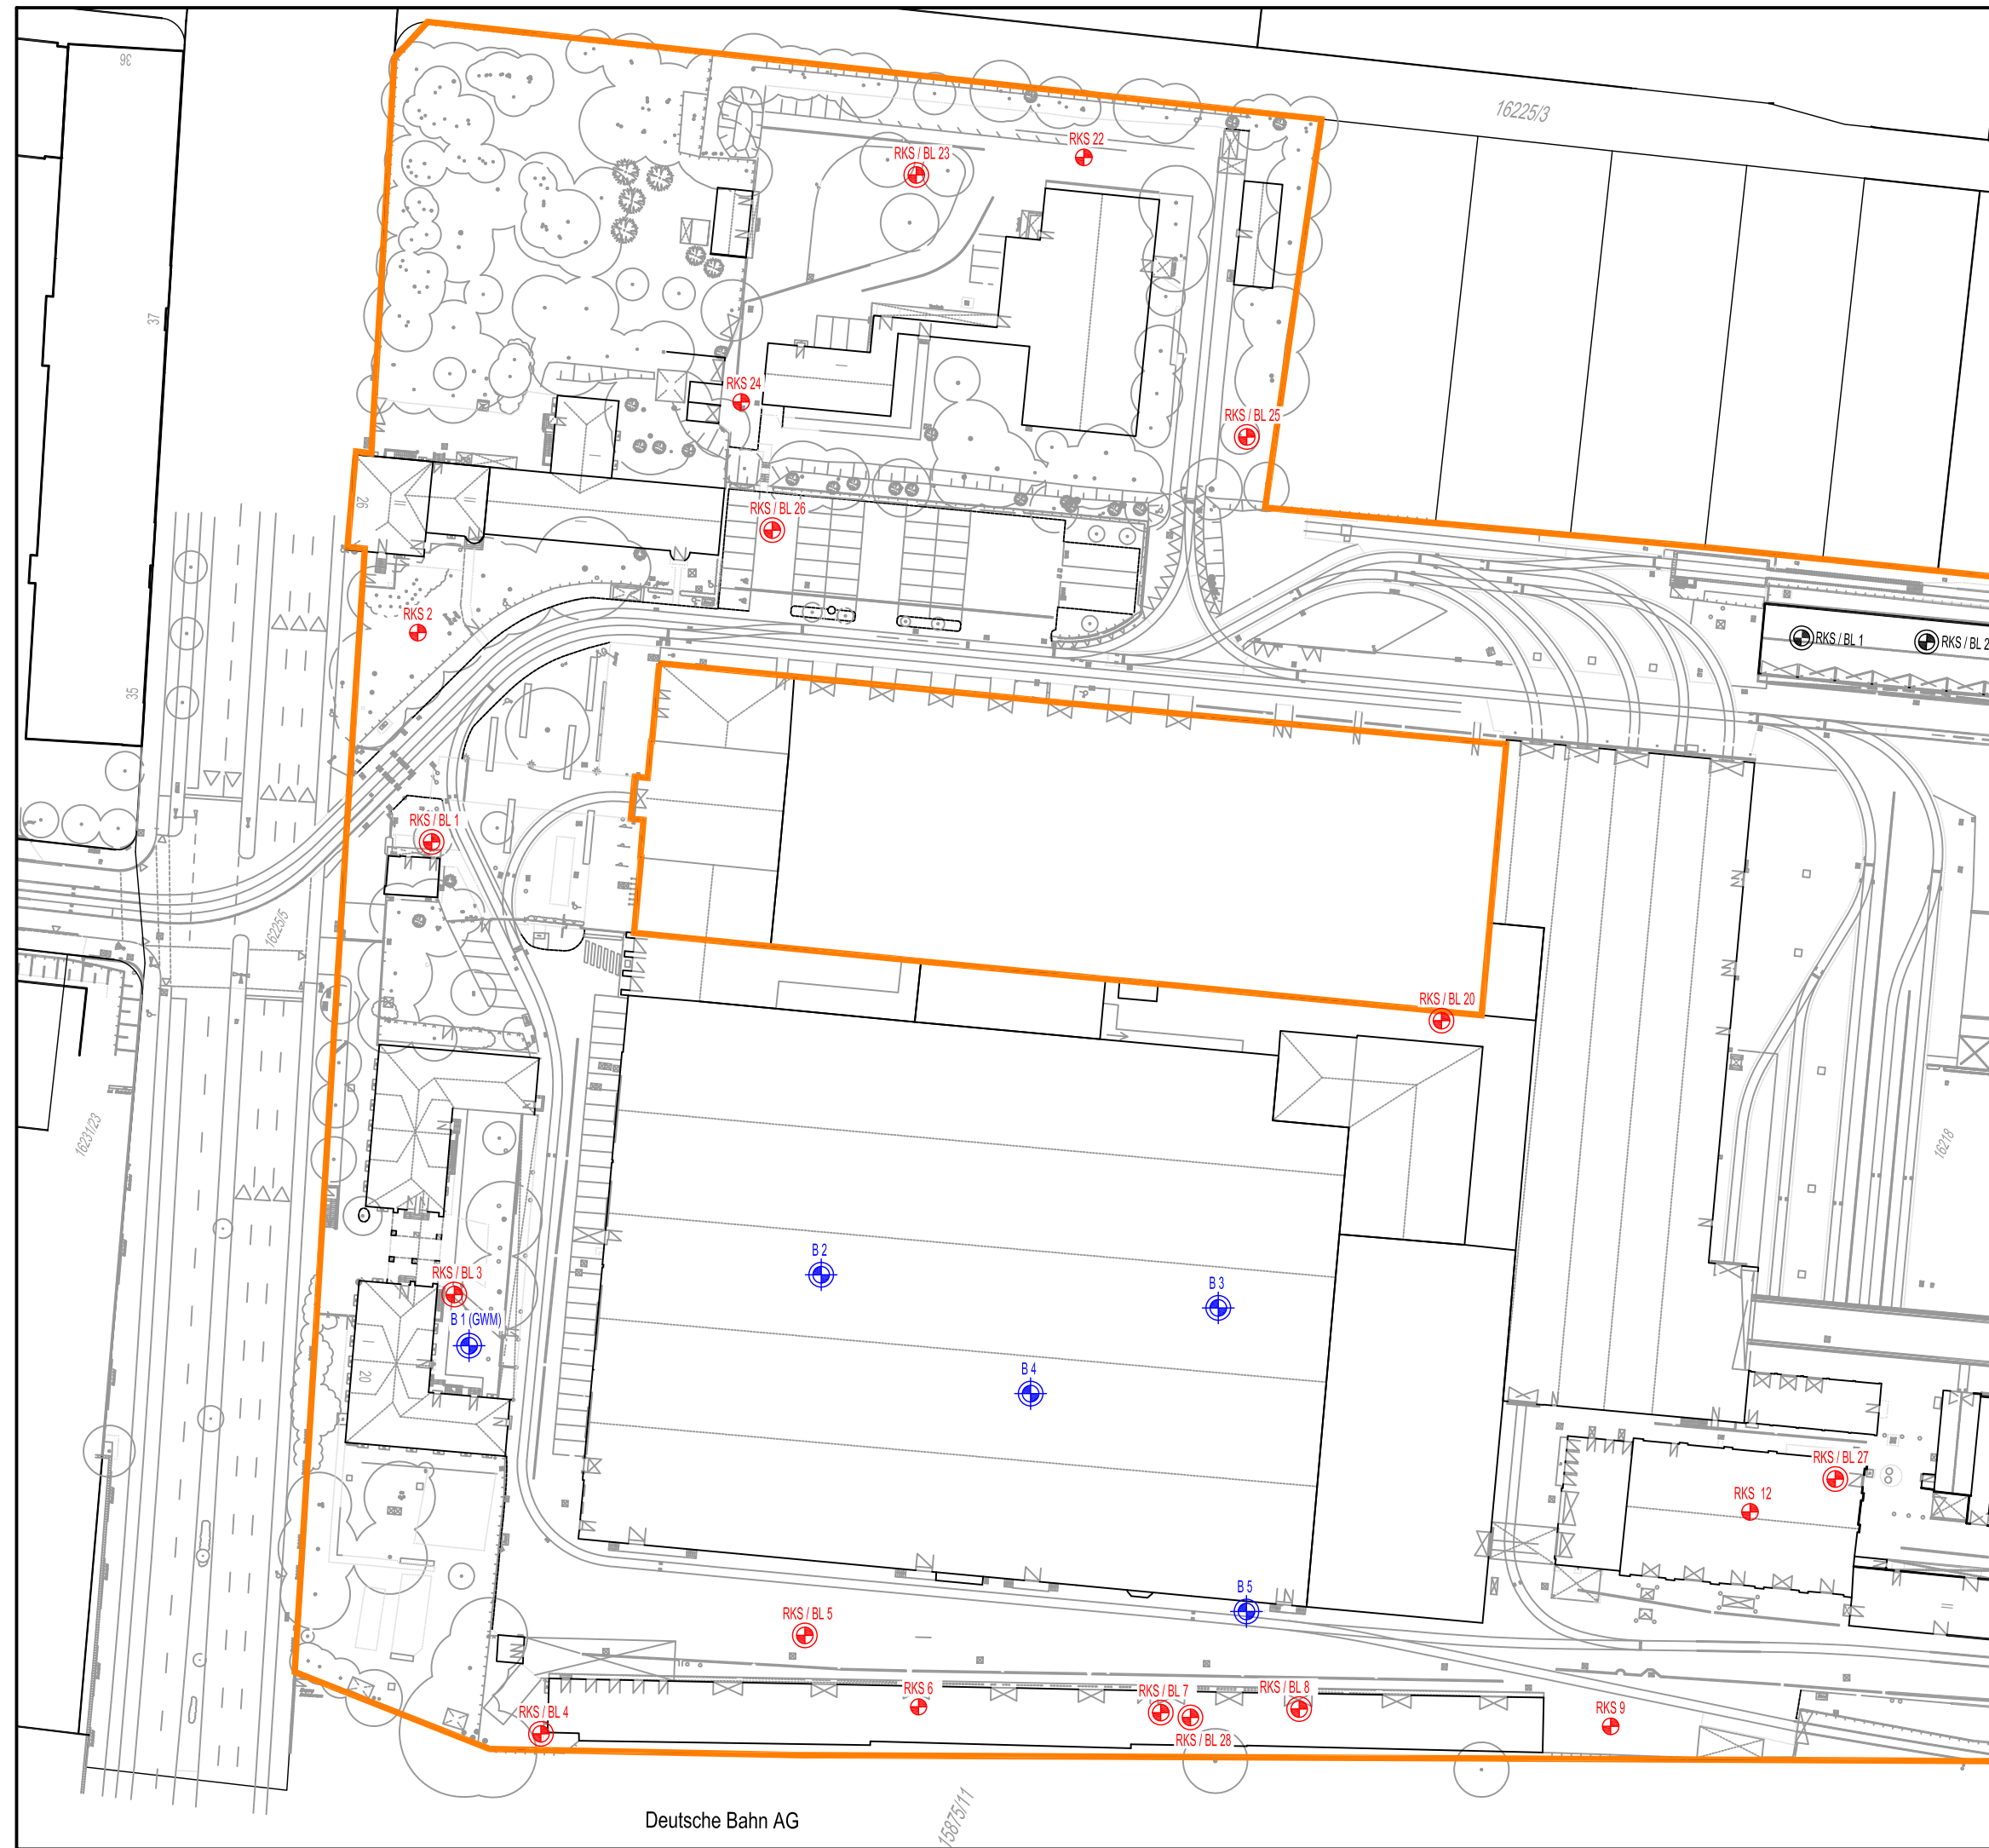 36
16225/3
RKS 22
RKS / BL 23
37
RKS 24
RKS / BL 25
26
RKS / BL 26
RKS 2
RKS / BL 1
RKS / BL 2
35
RKS / BL 1
16225/5
RKS / BL 20
16231/23
16218
B 2
B 3
RKS / BL 3
B 1 (GWM)
20
B 4
RKS / BL 27
RKS 12
B 5
RKS / BL 5
RKS / BL 4
RKS 6
RKS / BL 7
RKS / BL 8
RKS 9
RKS / BL 28
Deutsche Bahn AG
15875/11